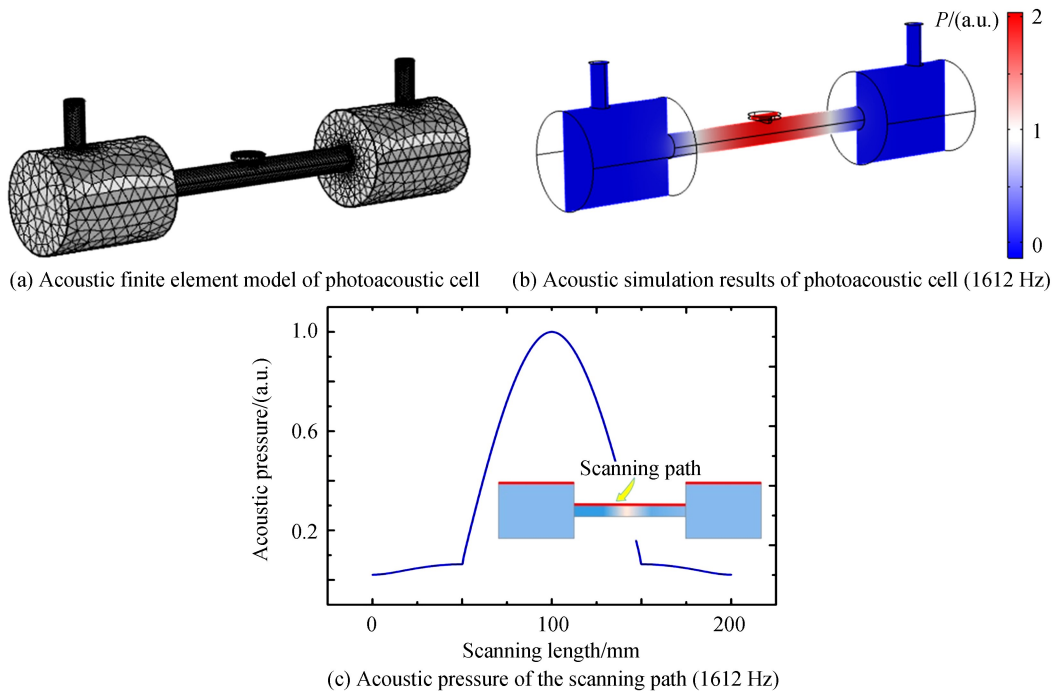 P/(a.u.)
2
1
0
(a) Acoustic finite element model of photoacoustic cell
(b) Acoustic simulation results of photoacoustic cell (1612 Hz)
Acoustic pressure/(a.u.)
1.0
0.6
0.2
Scanning path
0
100
200
Scanning length/mm
(c) Acoustic pressure of the scanning path (1612 Hz)